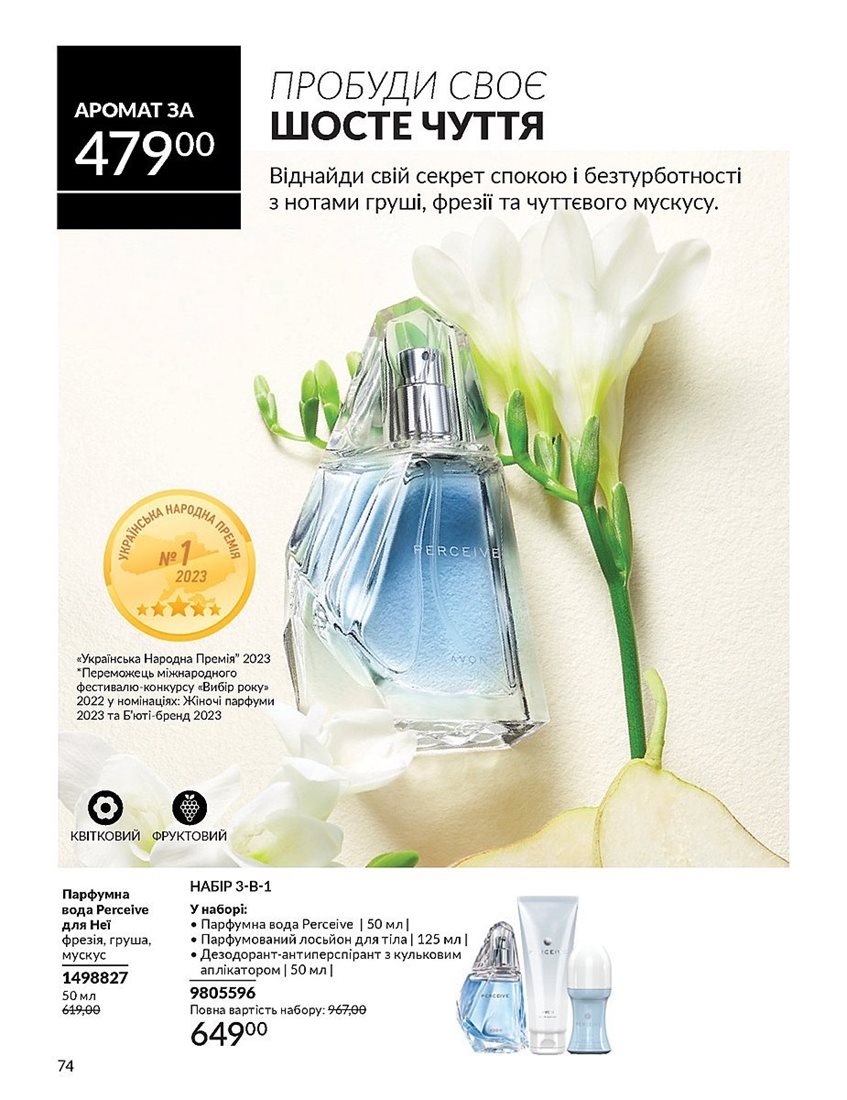 АРОМАТ ЗА
479⁰⁰
ПРОБУДИ СВОЄ
ШОСТЕ ЧУТТЯ
Віднайди свій секрет спокою і безтурботності
з нотами груші, фрезії та чуттєвого мускусу.
PERCEIVE
AVON
УКРАЇНСЬКА НАРОДНА ПРЕМІЯ
№1
2023
«Українська Народна Премія” 2023
*Переможець міжнародного
фестивалю-конкурсу «Вибір року»
2022 у номінаціях: Жіночі парфуми
2023 та Б'юті-бренд 2023
КВІТКОВИЙ ФРУКТОВИЙ
Парфумна
вода Perceive
для Неї
фрезія, груша,
мускус
1498827
50 мл
619,00
НАБІР 3-В-1
У наборі:
• Парфумна вода Perceive | 50 мл |
• Парфумований лосьйон для тіла | 125 мл |
• Дезодорант-антиперспірант з кульковим
аплікатором | 50 мл |
9805596
Повна вартість набору: 967,00
649⁰⁰
PERCEIVE
AVON
PERCEIVE
PERCEIVE
74